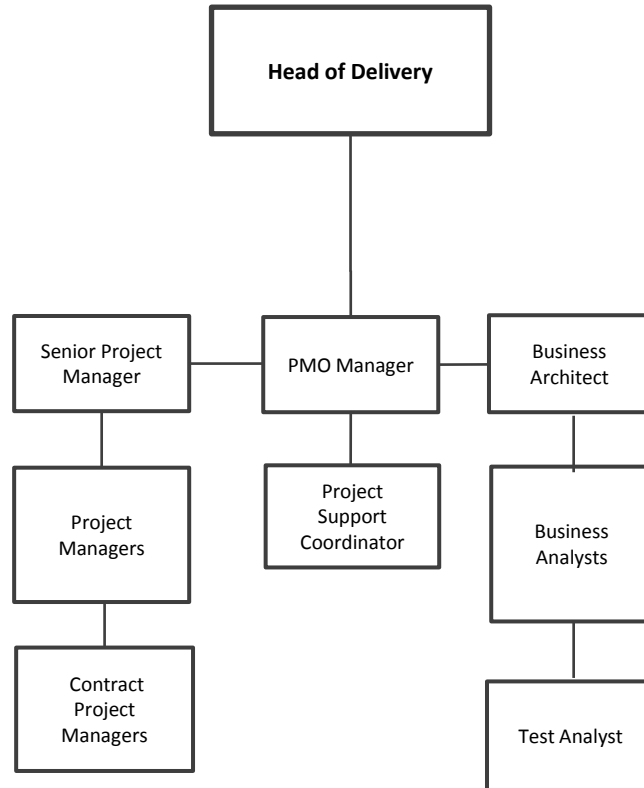 Head of Delivery
Senior Project
Manager
PMO Manager
Business
Architect
Project
Managers
Project
Support
Coordinator
Business
Analysts
Contract
Project
Managers
Test Analyst